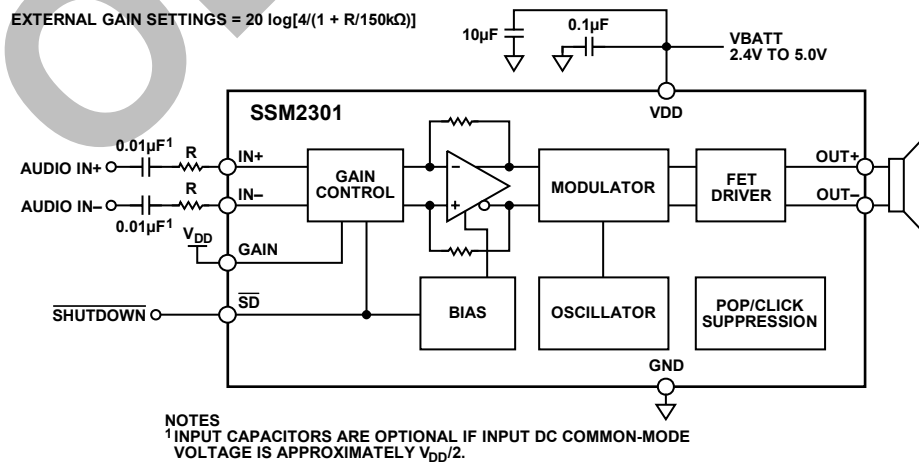 EXTERNAL GAIN SETTINGS = 20 log[4/(1 + R/150kΩ)]
10µF
0.1µF
VBATT
2.4V TO 5.0V
VDD
SSM2301
0.01µF1
R
AUDIO IN+
IN+
AUDIO IN–
R
IN–
0.01µF1
VDD
GAIN
GAIN
CONTROL
MODULATOR
FET
DRIVER
OUT+
OUT–
SHUTDOWN
SD
BIAS
OSCILLATOR
POP/CLICK
SUPPRESSION
GND
NOTES
1 INPUT CAPACITORS ARE OPTIONAL IF INPUT DC COMMON-MODE
VOLTAGE IS APPROXIMATELY VDD/2.